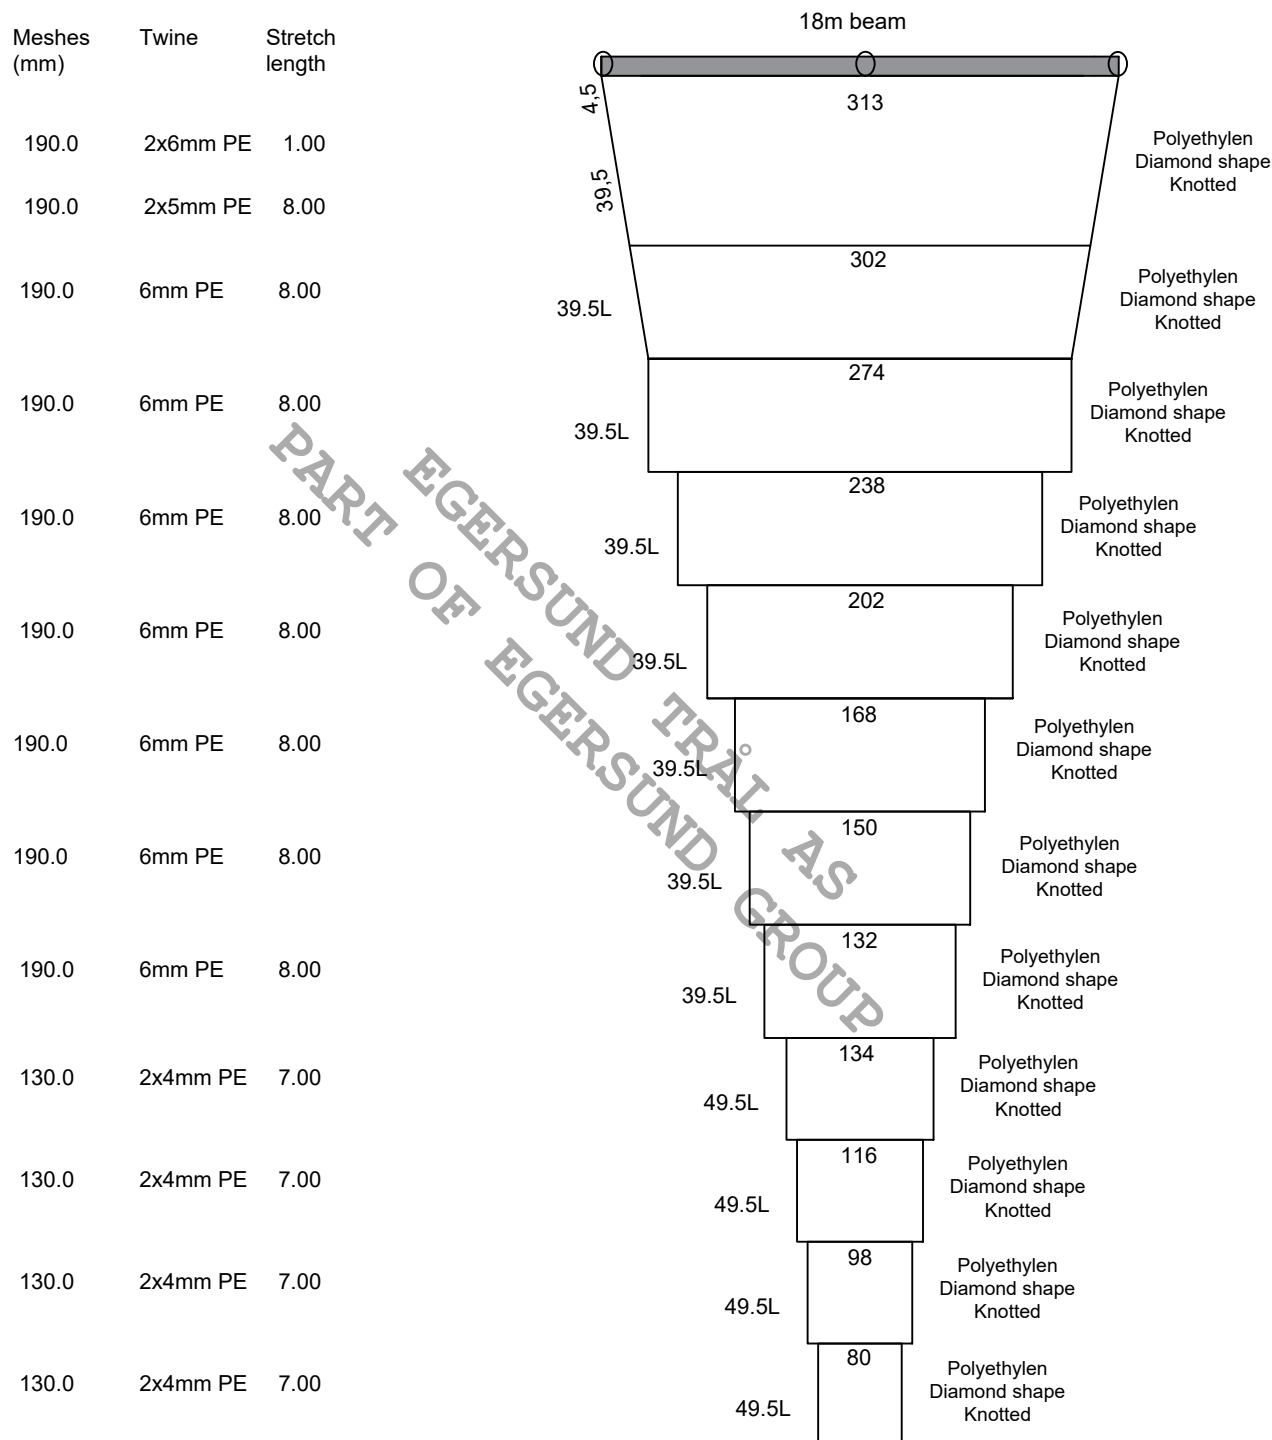 18m beam
Meshes Twine Stretch
(mm) length
4,5
313
190.0 2x6mm PE 1.00
Polyethylen
Diamond shape
Knotted
39,5
190.0 2x5mm PE 8.00
302
190.0 6mm PE 8.00
39.5L
Polyethylen
Diamond shape
Knotted
274
190.0 6mm PE 8.00
39.5L
Polyethylen
Diamond shape
Knotted
238
190.0 6mm PE 8.00
39.5L
Polyethylen
Diamond shape
Knotted
202
190.0 6mm PE 8.00
39.5L
Polyethylen
Diamond shape
Knotted
168
190.0 6mm PE 8.00
39.5L
Polyethylen
Diamond shape
Knotted
150
190.0 6mm PE 8.00
39.5L
Polyethylen
Diamond shape
Knotted
132
190.0 6mm PE 8.00
39.5L
Polyethylen
Diamond shape
Knotted
134
130.0 2x4mm PE 7.00
49.5L
Polyethylen
Diamond shape
Knotted
116
130.0 2x4mm PE 7.00
49.5L
Polyethylen
Diamond shape
Knotted
98
130.0 2x4mm PE 7.00
49.5L
Polyethylen
Diamond shape
Knotted
80
130.0 2x4mm PE 7.00
49.5L
Polyethylen
Diamond shape
Knotted
EGERSUND TRÅL AS
PART OF EGERSUND GROUP